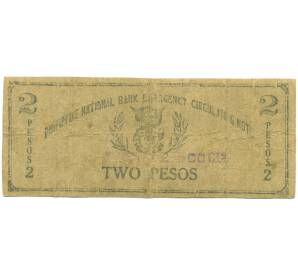 2 PHILIPPINE NATIONAL BANK EMERGENCY CIRCULATING NOTE 2
PESOS PESOS
2 TWO PESOS 2